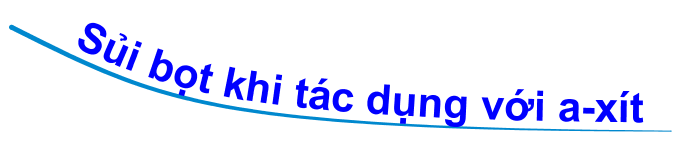 Sủi bọt khi tác dụng với a-xít